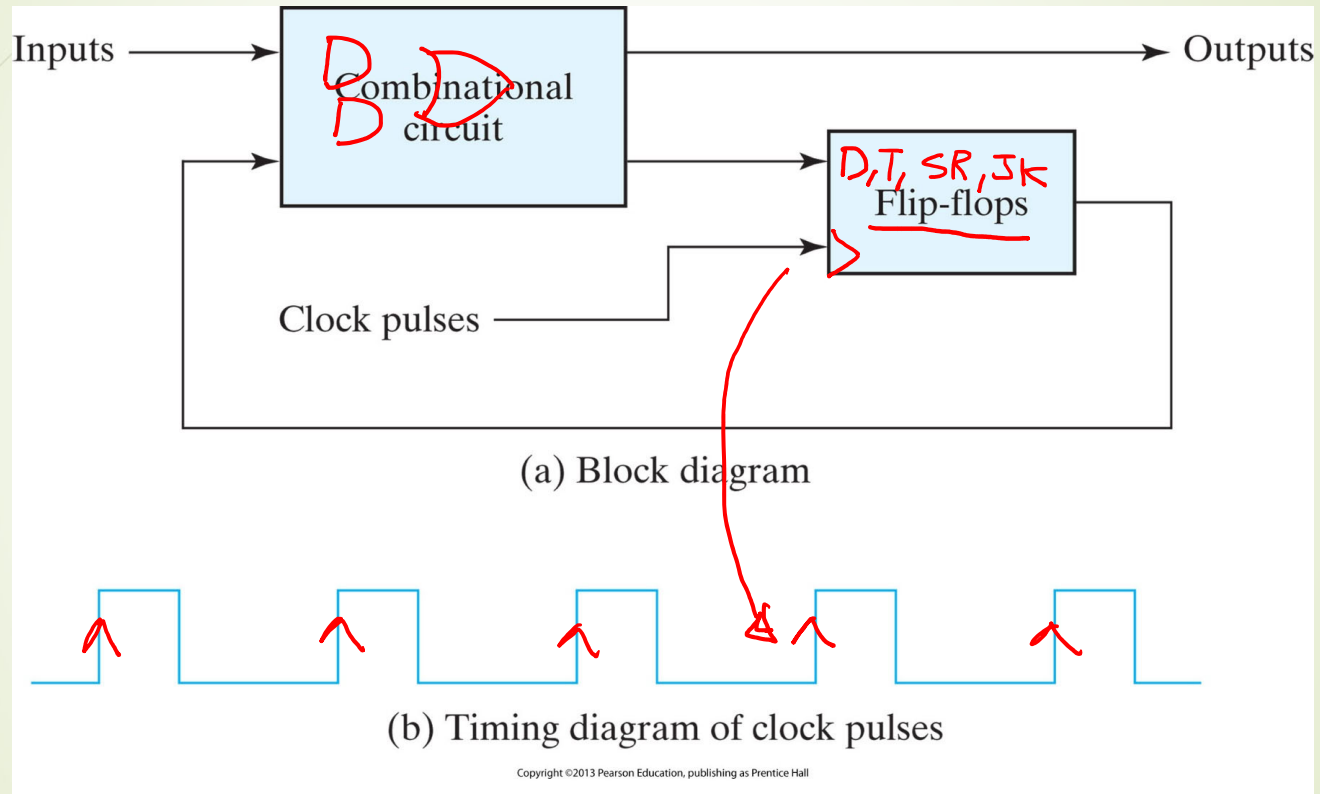 Inputs
Outputs
Combinational
circuit
D, T, SR, JK
Flip-flops
Clock pulses
(a) Block diagram
(b) Timing diagram of clock pulses
Copyright ©2013 Pearson Education, publishing as Prentice Hall